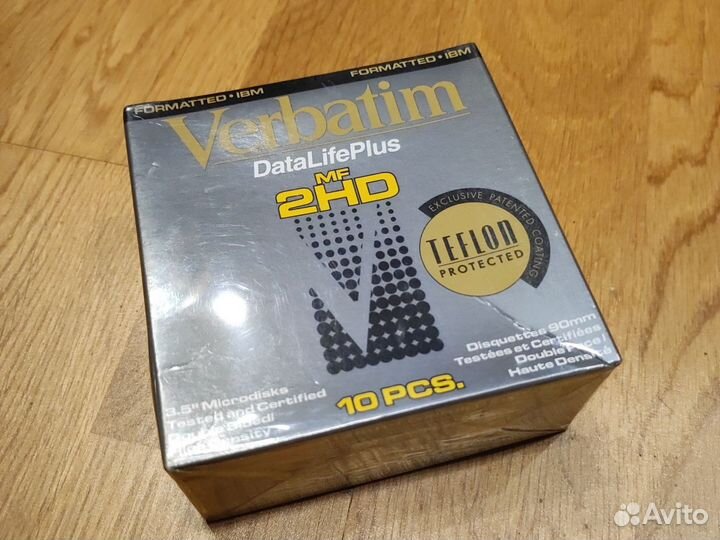 FORMATTED • IBM
FORMATTED • IBM
Verbatim
DataLifePlus
MF
2HD
EXCLUSIVE PATENTED COATING
TEFLON
PROTECTED
Disquettes 90mm
Testées et Certifiées
Double
Haute Densité
10 PCS.
3.5" Microdisks
Tested and Certified
Avito